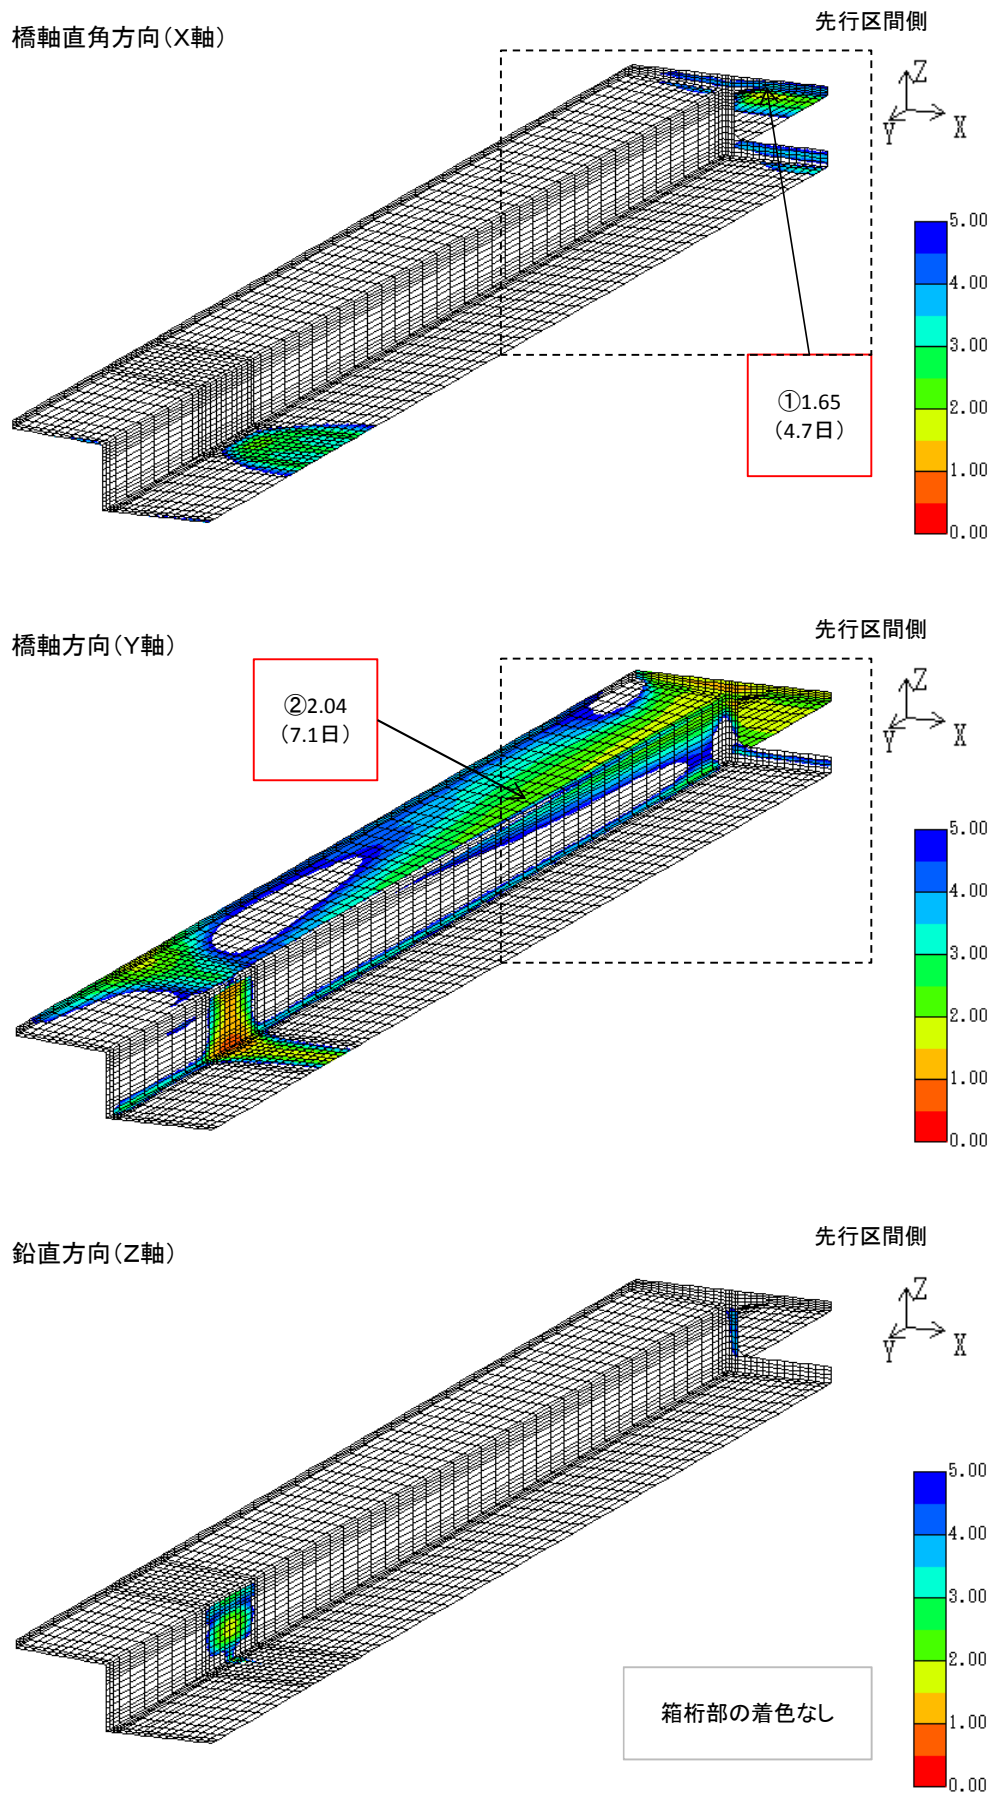 橋軸直角方向（X軸）
先行区間側
Z
Y
X
5.00
4.00
3.00
2.00
1.00
0.00
①1.65
（4.7日）
橋軸方向（Y軸）
先行区間側
②2.04
（7.1日）
Z
Y
X
5.00
4.00
3.00
2.00
1.00
0.00
鉛直方向（Z軸）
先行区間側
Z
Y
X
5.00
4.00
3.00
2.00
1.00
0.00
箱桁部の着色なし